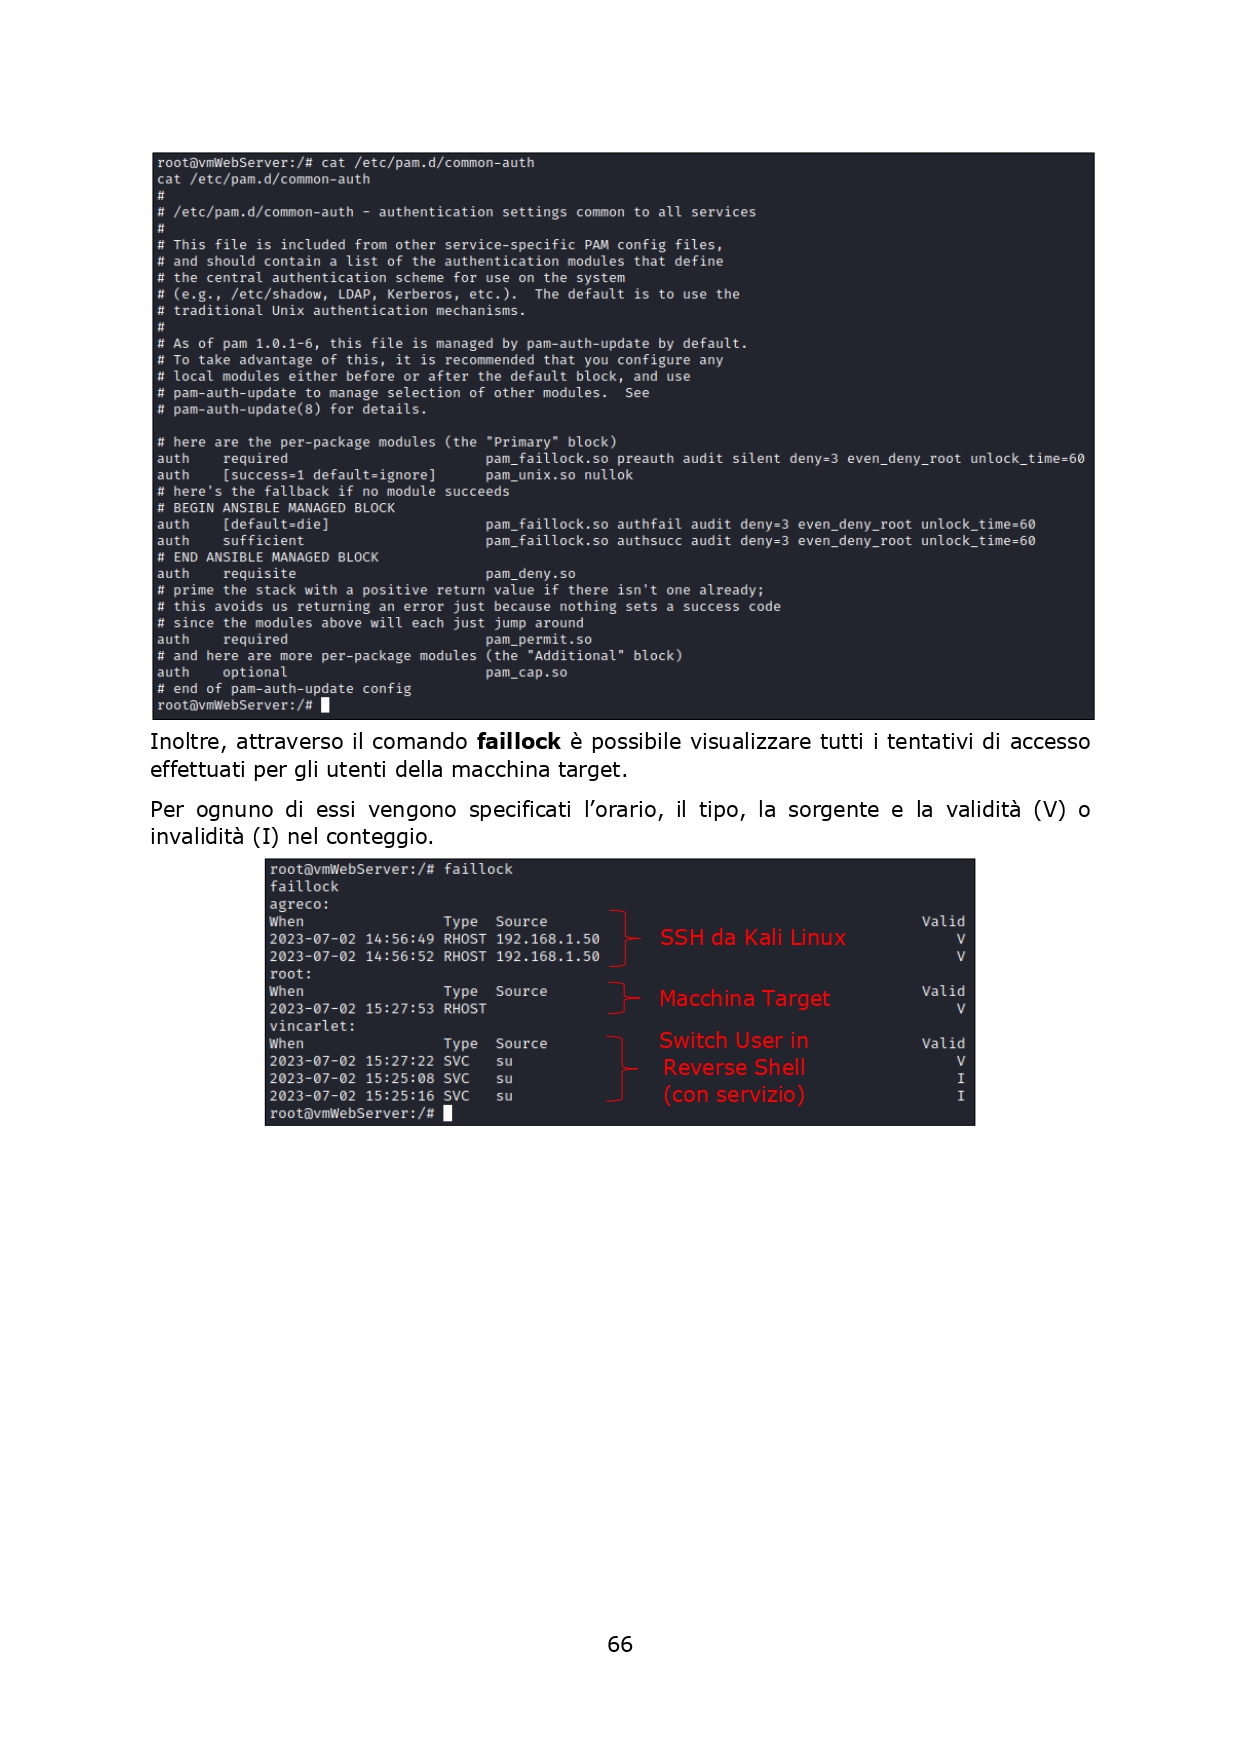 root@vmWebServer:/# cat /etc/pam.d/common-auth
cat /etc/pam.d/common-auth
#
# /etc/pam.d/common-auth - authentication settings common to all services
#
# This file is included from other service-specific PAM config files,
# and should contain a list of the authentication modules that define
# the central authentication scheme for use on the system
# (e.g., /etc/shadow, LDAP, Kerberos, etc.).  The default is to use the
# traditional Unix authentication mechanisms.
#
# As of pam 1.0.1-6, this file is managed by pam-auth-update by default.
# To take advantage of this, it is recommended that you configure any
# local modules either before or after the default block, and use
# pam-auth-update to manage selection of other modules.  See
# pam-auth-update(8) for details.
# here are the per-package modules (the "Primary" block)
auth    required                        pam_faillock.so preauth audit silent deny=3 even_deny_root unlock_time=60
auth    [success=1 default=ignore]      pam_unix.so nullok
# here's the fallback if no module succeeds
# BEGIN ANSIBLE MANAGED BLOCK
auth    [default=die]                   pam_faillock.so authfail audit deny=3 even_deny_root unlock_time=60
auth    sufficient                      pam_faillock.so authsucc audit deny=3 even_deny_root unlock_time=60
# END ANSIBLE MANAGED BLOCK
auth    requisite                       pam_deny.so
# prime the stack with a positive return value if there isn't one already;
# this avoids us returning an error just because nothing sets a success code
# since the modules above will each just jump around
auth    required                        pam_permit.so
# and here are more per-package modules (the "Additional" block)
auth    optional                        pam_cap.so
# end of pam-auth-update config
root@vmWebServer:/#
Inoltre, attraverso il comando faillock è possibile visualizzare tutti i tentativi di accesso
effettuati per gli utenti della macchina target.
Per ognuno di essi vengono specificati l’orario, il tipo, la sorgente e la validità (V) o
invalidità (I) nel conteggio.
root@vmWebServer:/# faillock
faillock
agreco:
When                Type  Source                                           Valid
2023-07-02 14:56:49 RHOST 192.168.1.50 SSH da Kali Linux V
2023-07-02 14:56:52 RHOST 192.168.1.50 V
root:
When                Type  Source                                           Valid
2023-07-02 15:27:53 RHOST Macchina Target V
vincarlet:
When                Type  Source Switch User in Valid
2023-07-02 15:27:22 SVC   su Reverse Shell V
2023-07-02 15:25:08 SVC   su I
2023-07-02 15:25:16 SVC   su (con servizio) I
root@vmWebServer:/#
66